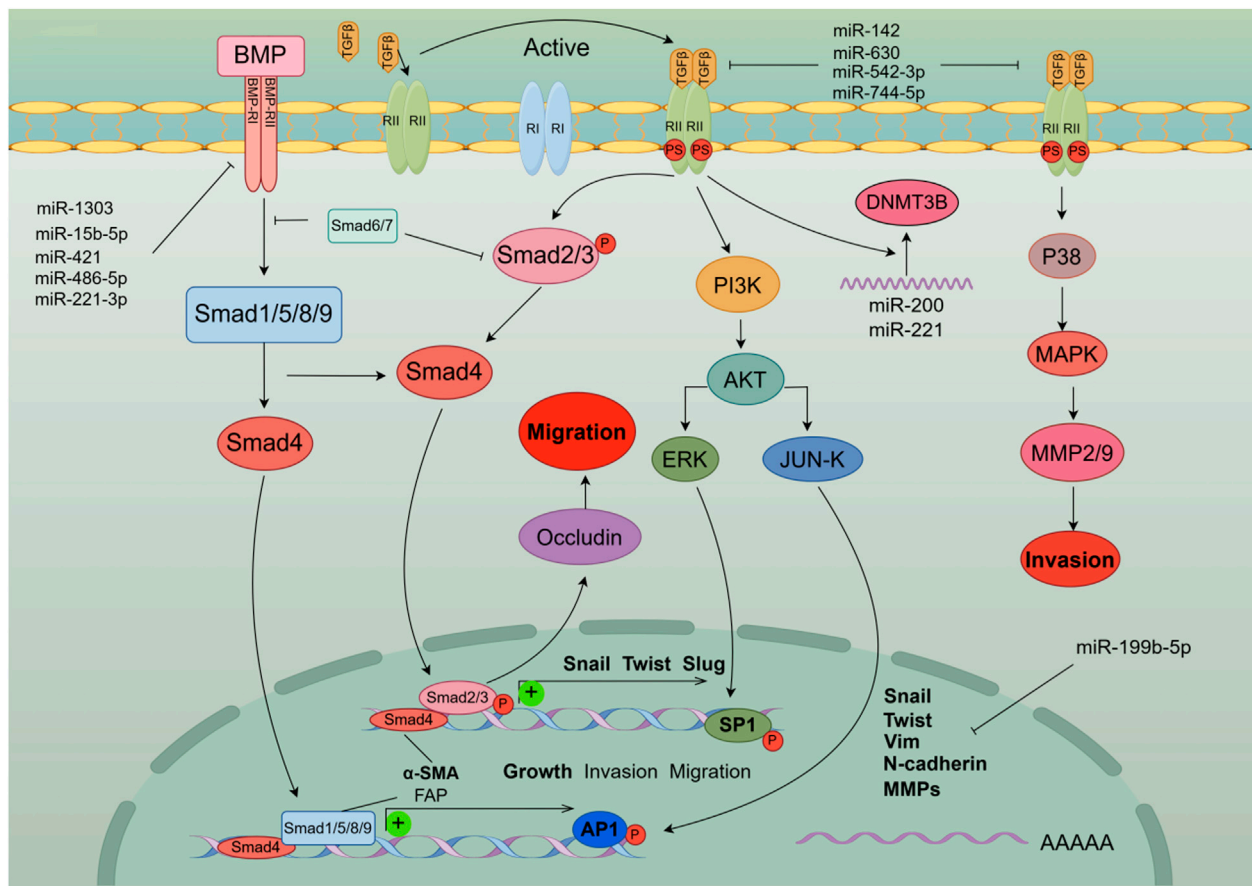 BMP
BMP-RI
BMP-RII
TGFβ
TGFβ
Active
TGFβ
TGFβ
miR-142
miR-630
miR-542-3p
miR-744-5p
TGFβ
TGFβ
RII
RII
RI
RI
RII
RII
PS
PS
RII
RII
PS
PS
miR-1303
miR-15b-5p
miR-421
miR-486-5p
miR-221-3p
Smad6/7
Smad2/3
P
DNMT3B
P38
PI3K
miR-200
miR-221
Smad1/5/8/9
Smad4
AKT
MAPK
Smad4
Migration
ERK
JUN-K
MMP2/9
Occludin
Invasion
miR-199b-5p
Snail Twist Slug
Smad2/3
P
+
Smad4
SP1
P
Snail
Twist
Vim
N-cadherin
MMPs
α-SMA
FAP
Growth Invasion Migration
Smad1/5/8/9
+
AP1
P
Smad4
AAAAA